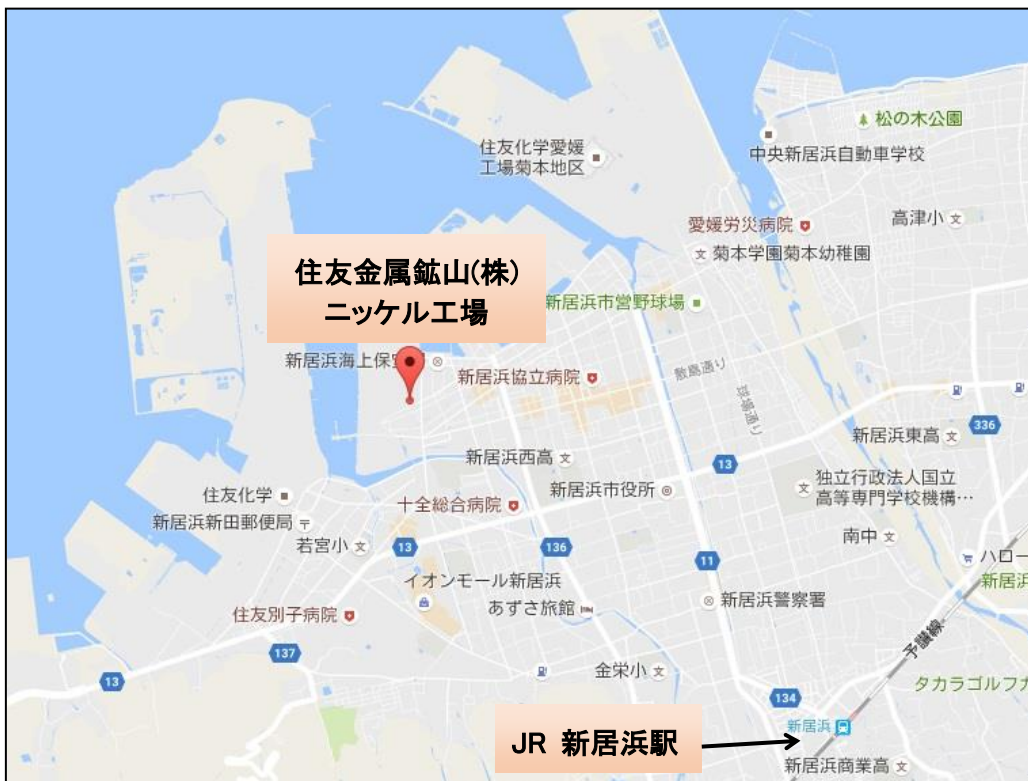 松の木公園
住友化学愛媛
工場菊本地区
中央新居浜自動車学校
愛媛労災病院
高津小
菊本学園菊本幼稚園
住友金属鉱山(株)
ニッケル工場
新居浜市営野球場
新居浜海上保安
新居浜協立病院
敷島通り
球場通り
336
新居浜東高
新居浜西高
13
独立行政法人国立
高等専門学校機構…
住友化学
新居浜市役所
十全総合病院
新居浜新田郵便局
若宮小
13
136
南中
11
ハロー
新居浜
イオンモール新居浜
あずさ旅館
新居浜警察署
住友別子病院
予讃線
137
13
金栄小
134
タカラゴルフガ
新居浜
JR 新居浜駅
新居浜商業高